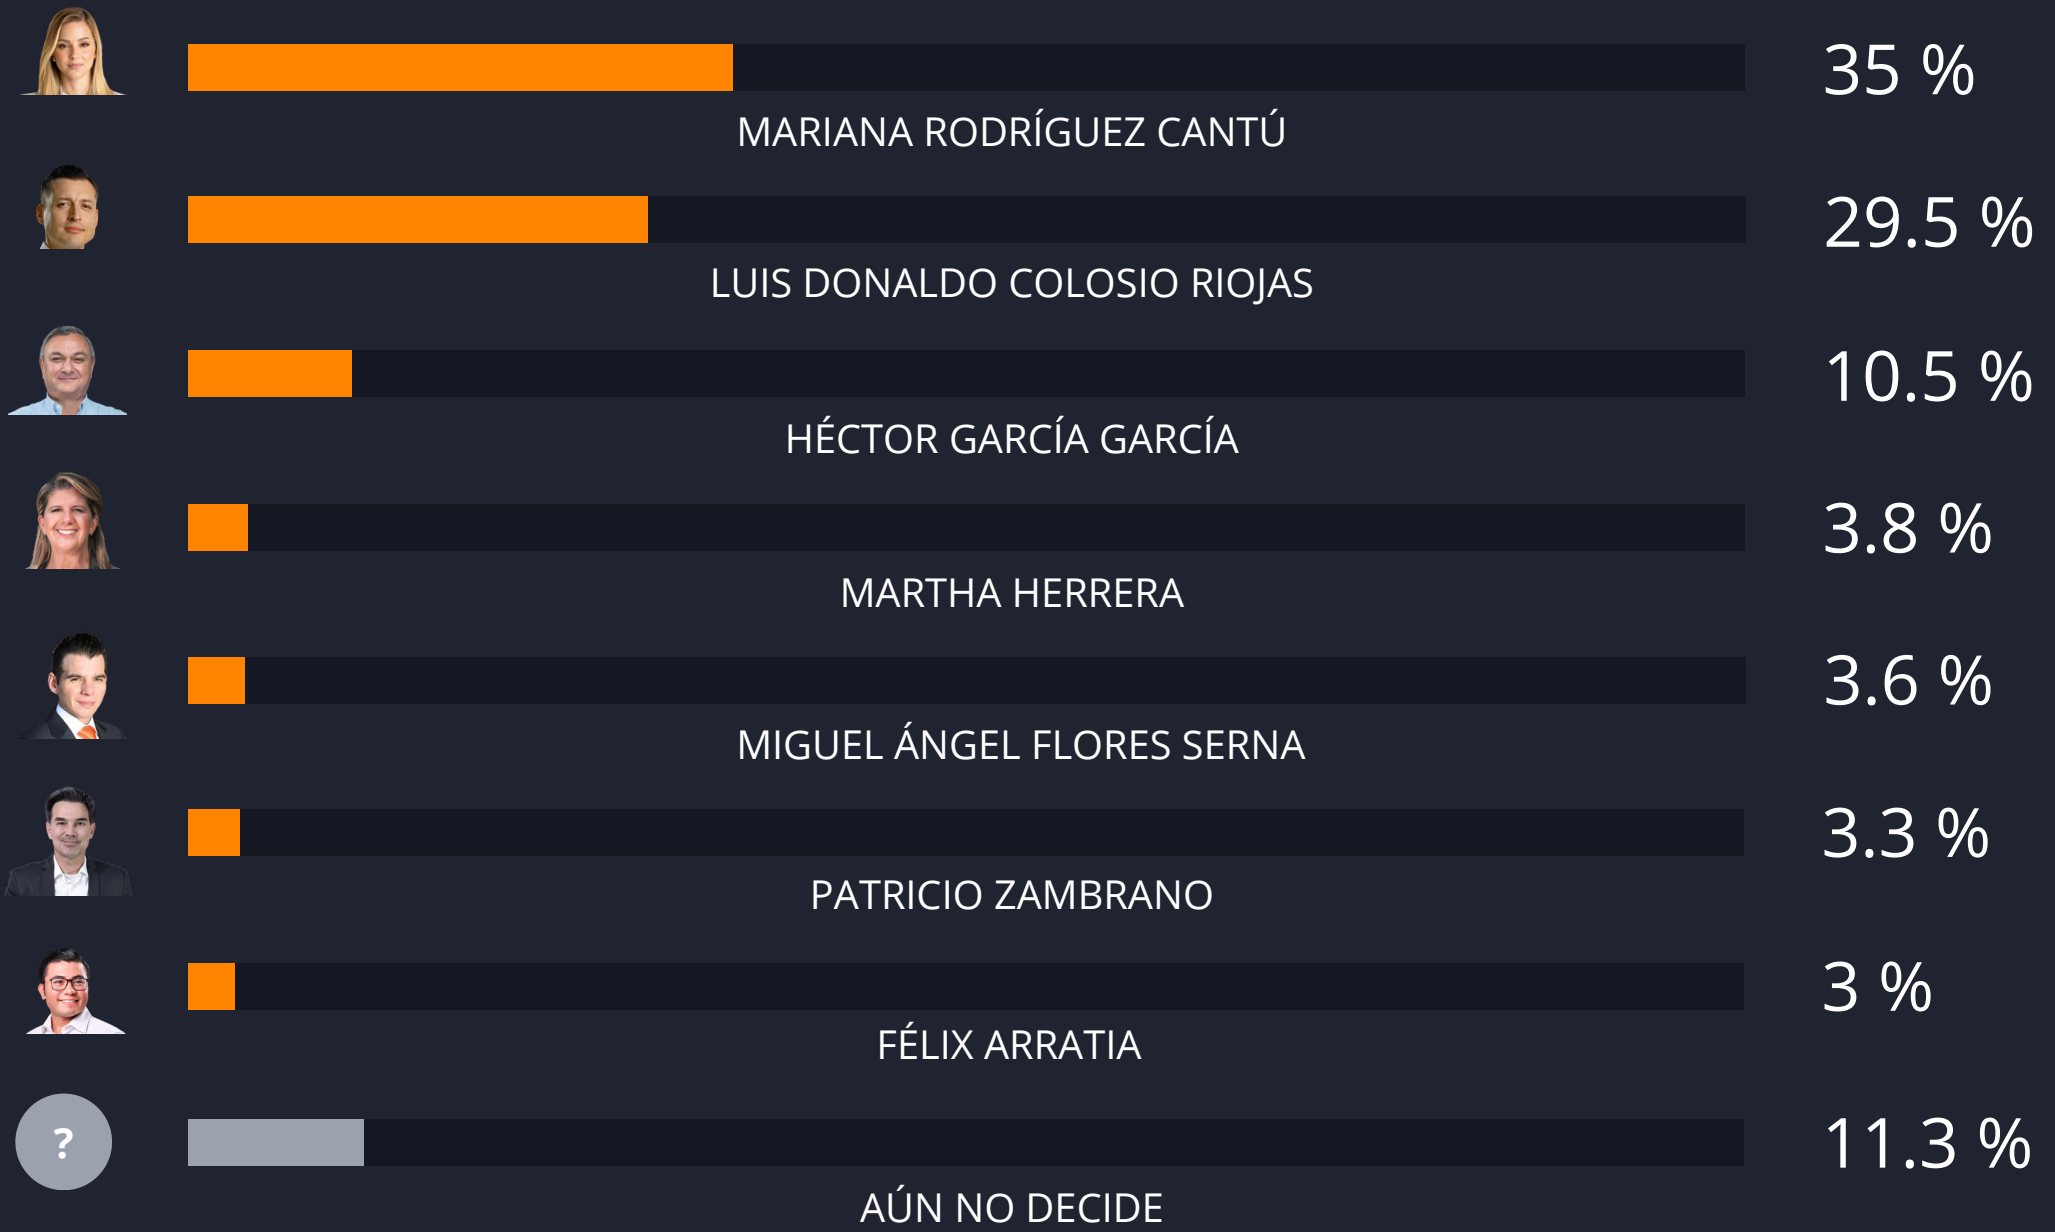 35 %
MARIANA RODRÍGUEZ CANTÚ
29.5 %
LUIS DONALDO COLOSIO RIOJAS
10.5 %
HÉCTOR GARCÍA GARCÍA
3.8 %
MARTHA HERRERA
3.6 %
MIGUEL ÁNGEL FLORES SERNA
3.3 %
PATRICIO ZAMBRANO
3 %
FÉLIX ARRATIA
? 11.3 %
AÚN NO DECIDE